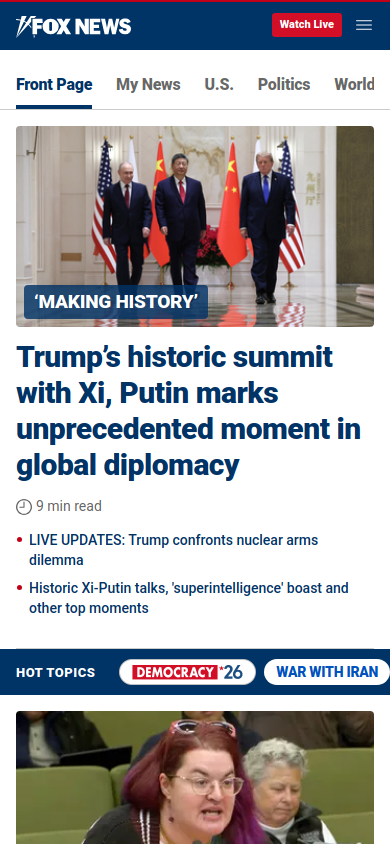 FOX NEWS
Watch Live
Front Page My News U.S. Politics World
‘MAKING HISTORY’
Trump’s historic summit
with Xi, Putin marks
unprecedented moment in
global diplomacy
9 min read
LIVE UPDATES: Trump confronts nuclear arms
dilemma
Historic Xi-Putin talks, 'superintelligence' boast and
other top moments
HOT TOPICS
DEMOCRACY '26
WAR WITH IRAN